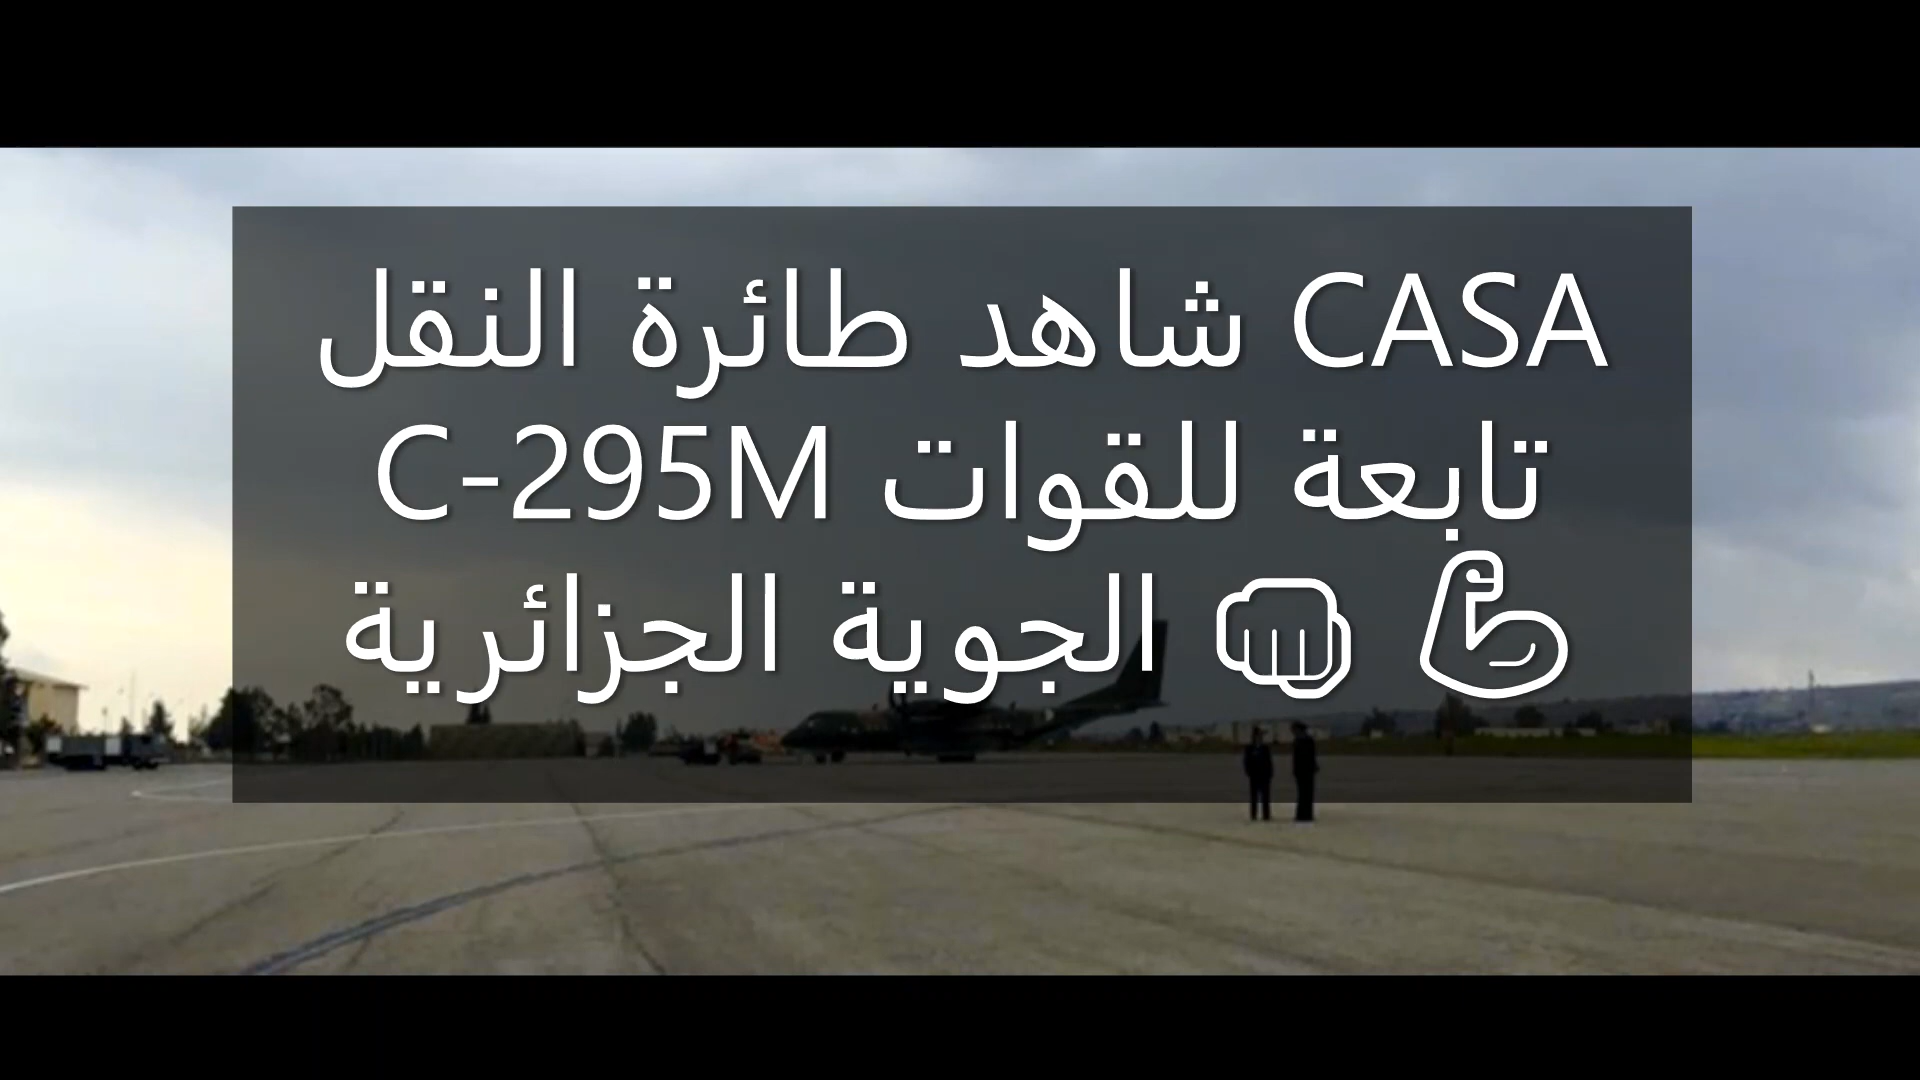 شاهد طائرة النقل CASA
C-295M تابعة للقوات
الجوية الجزائرية 👊 💪